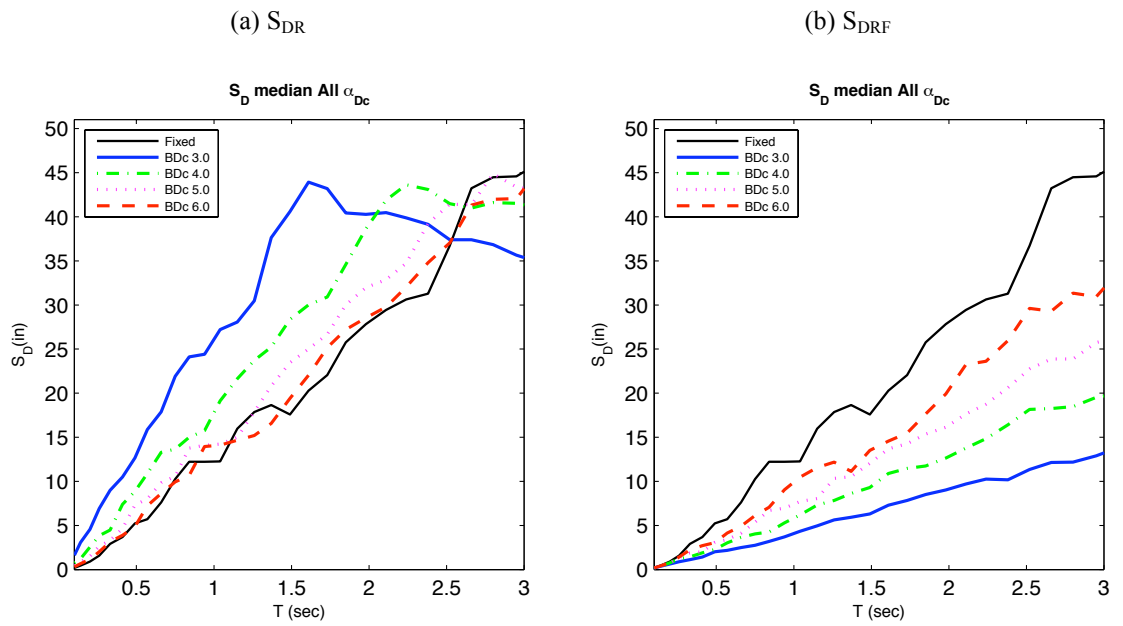 (a) S_DR
(b) S_DRF
S_D median All α_Dc
50
45
40
35
30
25
20
15
10
5
0
S_D(in)
Fixed
BDc 3.0
BDc 4.0
BDc 5.0
BDc 6.0
0.5 1 1.5 2 2.5 3
T (sec)
S_D median All α_Dc
50
45
40
35
30
25
20
15
10
5
0
S_D(in)
Fixed
BDc 3.0
BDc 4.0
BDc 5.0
BDc 6.0
0.5 1 1.5 2 2.5 3
T (sec)